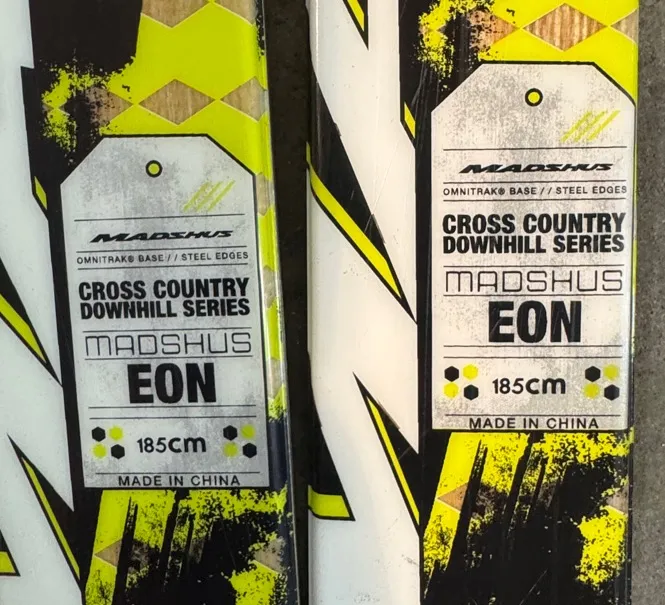 MADSHUS
OMNITRAK® BASE // STEEL EDGES
CROSS COUNTRY
DOWNHILL SERIES
MADSHUS
EON
185cm
MADE IN CHINA
MADSHUS
OMNITRAK® BASE // STEEL EDGES
CROSS COUNTRY
DOWNHILL SERIES
MADSHUS
EON
185cm
MADE IN CHINA